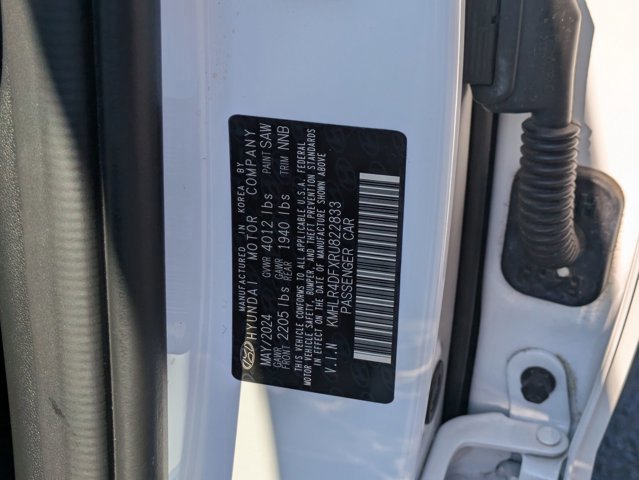 MANUFACTURED IN KOREA BY
HYUNDAI MOTOR COMPANY
MAY/2024 GVWR 4012 lbs PAINT SAW
GAWR FRONT 2205 lbs GAWR REAR 1940 lbs TRIM NNB
THIS VEHICLE CONFORMS TO ALL APPLICABLE U.S.A. FEDERAL
MOTOR VEHICLE SAFETY, BUMPER, AND THEFT PREVENTION STANDARDS
IN EFFECT ON THE DATE OF MANUFACTURE SHOWN ABOVE
V.I.N KMHLR4DFXRU822833
PASSENGER CAR